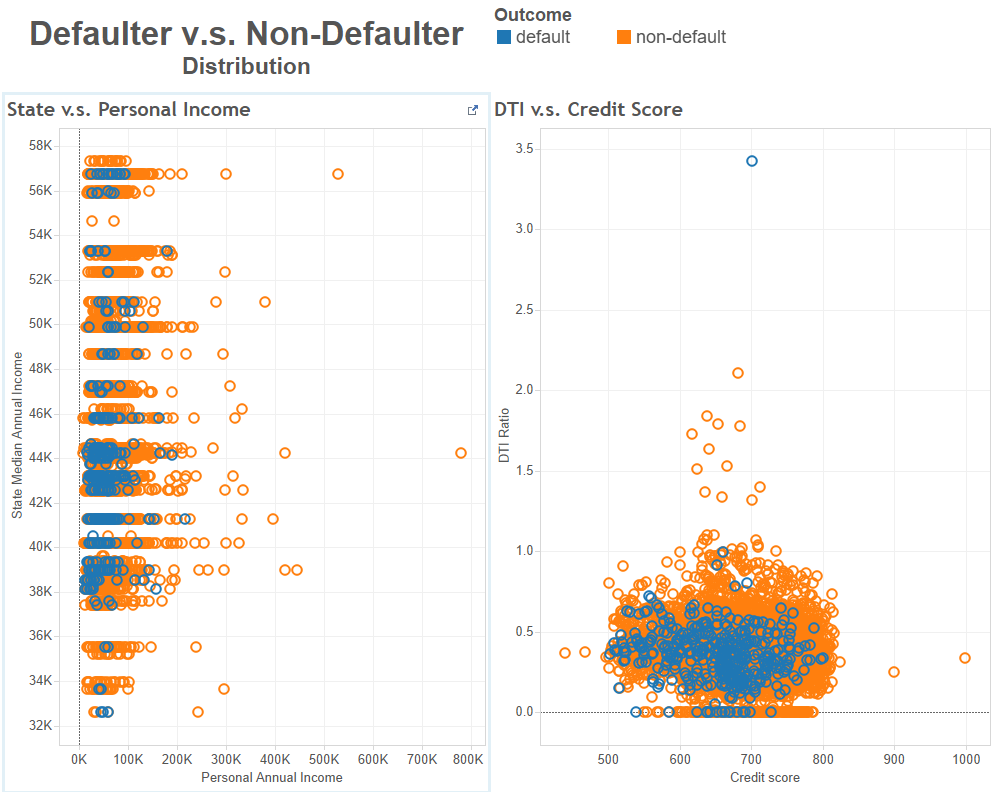 Defaulter v.s. Non-Defaulter
Distribution
Outcome
default
non-default
State v.s. Personal Income
58K
56K
54K
52K
50K
48K
46K
44K
42K
40K
38K
36K
34K
32K
State Median Annual Income
0K
100K
200K
300K
400K
500K
600K
700K
800K
Personal Annual Income
DTI v.s. Credit Score
3.5
3.0
2.5
2.0
1.5
1.0
0.5
0.0
DTI Ratio
500
600
700
800
900
1000
Credit score